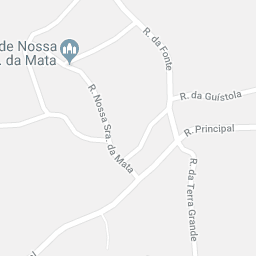 de Nossa
. da Mata
R. da Fonte
R. da Guístola
R. Principal
R. Nossa Sra. da Mata
R. da Terra Grande